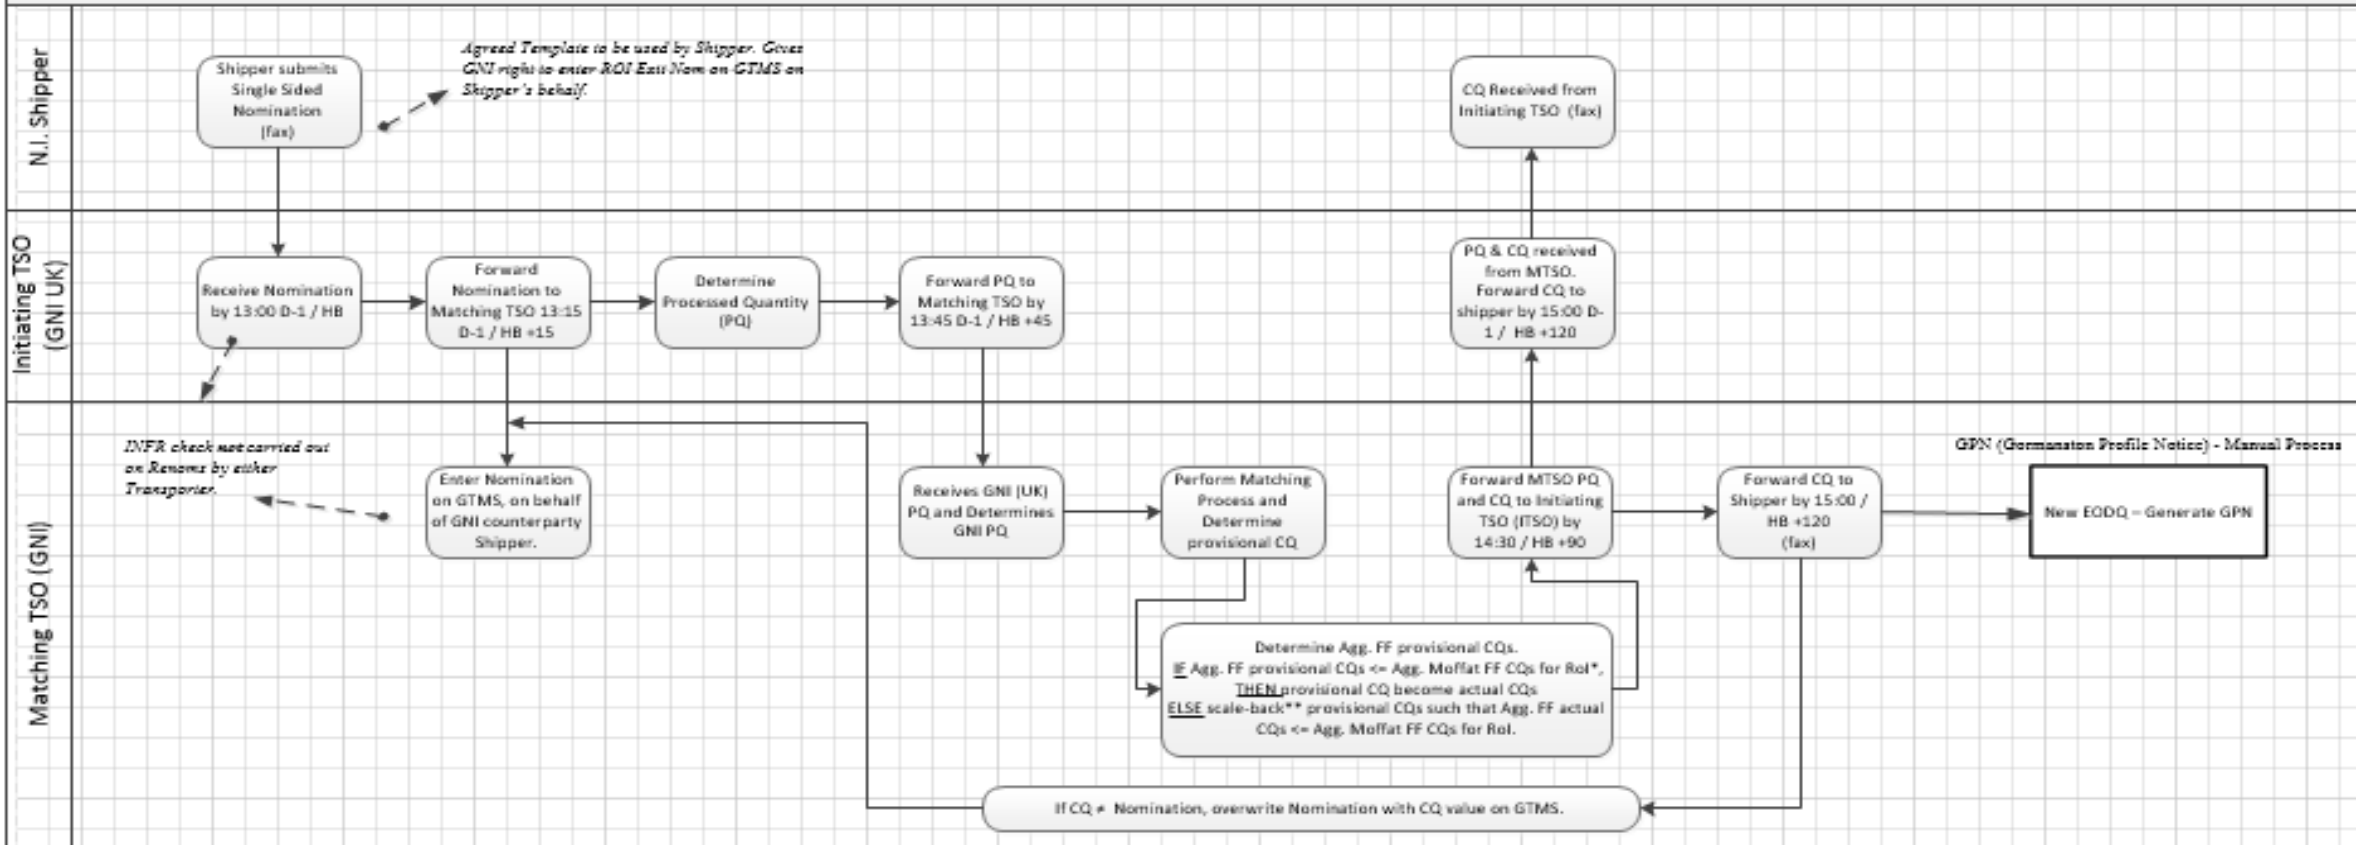 N.I. Shipper
Shipper submits
Single Sided
Nomination
(fax)
Agreed Template to be used by Shipper. Gives
GNI right to enter ROI Exit Nom on GTMS on
Shipper's behalf.
CQ Received from
Initiating TSO (fax)
Initiating TSO
(GNI UK)
Receive Nomination
by 13:00 D-1 / HB
Forward
Nomination to
Matching TSO 13:15
D-1 / HB +15
Determine
Processed Quantity
(PQ)
Forward PQ to
Matching TSO by
13:45 D-1 / HB +45
PQ & CQ received
from MTSO.
Forward CQ to
shipper by 15:00 D-
1 / HB +120
Matching TSO (GNI)
INFR check not carried out
on Renoms by either
Transporter.
Enter Nomination
on GTMS, on behalf
of GNI counterparty
Shipper.
Receives GNI (UK)
PQ and Determines
GNI PQ
Perform Matching
Process and
Determine
provisional CQ
Forward MTSO PQ
and CQ to Initiating
TSO (ITSO) by
14:30 / HB +90
Forward CQ to
Shipper by 15:00 /
HB +120
(fax)
GPN (Gormanston Profile Notice) - Manual Process
New EODQ – Generate GPN
Determine Agg. FF provisional CQs.
IF Agg. FF provisional CQs <= Agg. Moffat FF CQs for RoI*,
THEN provisional CQ become actual CQs
ELSE scale-back** provisional CQs such that Agg. FF actual
CQs <= Agg. Moffat FF CQs for RoI.
If CQ ≠ Nomination, overwrite Nomination with CQ value on GTMS.